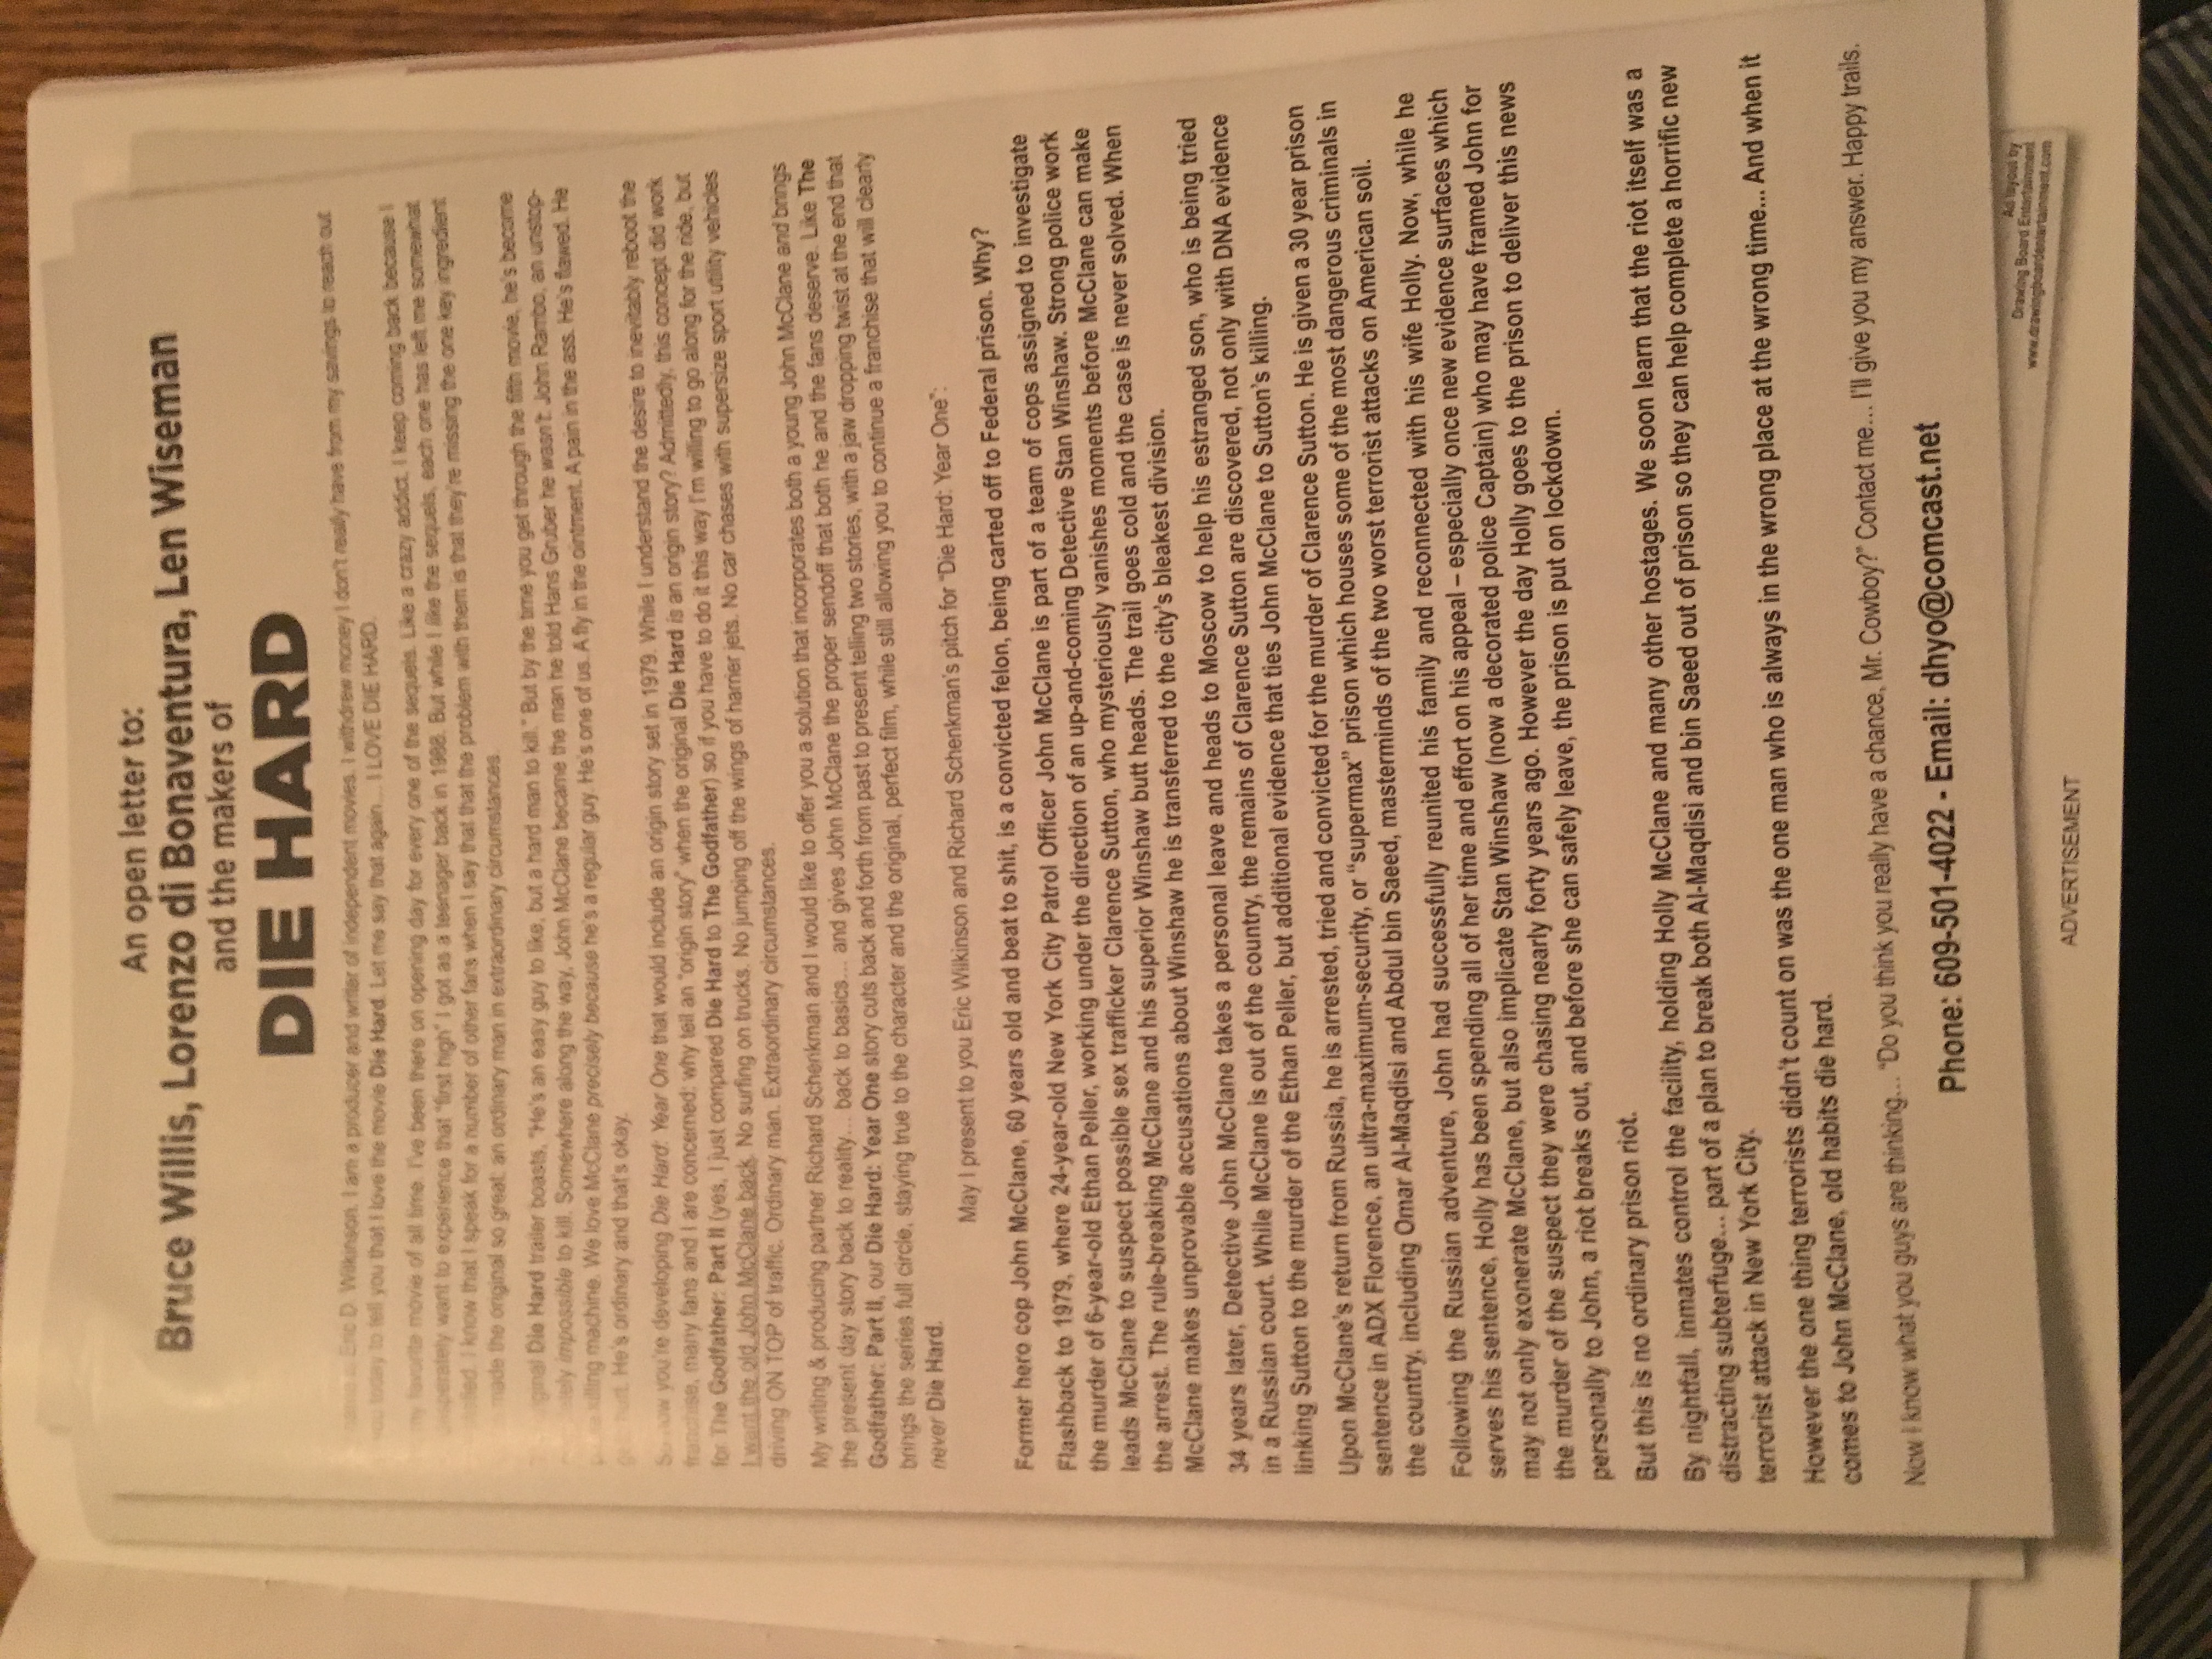 An open letter to:
Bruce Willis, Lorenzo di Bonaventura, Len Wiseman
and the makers of
DIE HARD
Eric D. Wilkinson. I am a producer and writer of independent movies. I withdrew money I don't really have from my savings to reach out
today to tell you that I love the movie Die Hard. Let me say that again... I LOVE DIE HARD.
favorite movie of all time. I've been there on opening day for every one of the sequels. Like a crazy addict, I keep coming back because I
want to experience that "first high" I got as a teenager back in 1988. But while I like the sequels, each one has left me somewhat
I know that I speak for a number of other fans when I say that the problem with them is that they're missing the one key ingredient
made the original so great: an ordinary man in extraordinary circumstances.
Die Hard trailer boasts, "He's an easy guy to like, but a hard man to kill." But by the time you get through the fifth movie, he's become
impossible to kill. Somewhere along the way, John McClane became the man he told Hans Gruber he wasn't: John Rambo, an unstop-
killing machine. We love McClane precisely because he's a regular guy. He's one of us. A fly in the ointment. A pain in the ass. He's flawed. He
hurt. He's ordinary and that's okay.
So now you're developing Die Hard: Year One that would include an origin story set in 1979. While I understand the desire to inevitably reboot the
franchise, many fans and I are concerned: why tell an "origin story" when the original Die Hard is an origin story? Admittedly, this concept did work
for The Godfather: Part II (yes, I just compared Die Hard to The Godfather) so if you have to do it this way I'm willing to go along for the ride, but
I want the old John McClane back. No surfing on trucks. No jumping off the wings of harrier jets. No car chases with supersize sport utility vehicles
driving ON TOP of traffic. Ordinary man. Extraordinary circumstances.
My writing & producing partner Richard Schenkman and I would like to offer you a solution that incorporates both a young John McClane and brings
the present day story back to reality... back to basics... and gives John McClane the proper sendoff that both he and the fans deserve. Like The
Godfather: Part II, our Die Hard: Year One story cuts back and forth from past to present telling two stories, with a jaw dropping twist at the end that
brings the series full circle, staying true to the character and the original, perfect film, while still allowing you to continue a franchise that will clearly
never Die Hard.
May I present to you Eric Wilkinson and Richard Schenkman's pitch for "Die Hard: Year One":
Former hero cop John McClane, 60 years old and beat to shit, is a convicted felon, being carted off to Federal prison. Why?
Flashback to 1979, where 24-year-old New York City Patrol Officer John McClane is part of a team of cops assigned to investigate
the murder of 6-year-old Ethan Peller, working under the direction of an up-and-coming Detective Stan Winshaw. Strong police work
leads McClane to suspect possible sex trafficker Clarence Sutton, who mysteriously vanishes moments before McClane can make
the arrest. The rule-breaking McClane and his superior Winshaw butt heads. The trail goes cold and the case is never solved. When
McClane makes unprovable accusations about Winshaw he is transferred to the city's bleakest division.
34 years later, Detective John McClane takes a personal leave and heads to Moscow to help his estranged son, who is being tried
in a Russian court. While McClane is out of the country, the remains of Clarence Sutton are discovered, not only with DNA evidence
linking Sutton to the murder of the Ethan Peller, but additional evidence that ties John McClane to Sutton's killing.
Upon McClane's return from Russia, he is arrested, tried and convicted for the murder of Clarence Sutton. He is given a 30 year prison
sentence in ADX Florence, an ultra-maximum-security, or "supermax" prison which houses some of the most dangerous criminals in
the country, including Omar Al-Maqdisi and Abdul bin Saeed, masterminds of the two worst terrorist attacks on American soil.
Following the Russian adventure, John had successfully reunited his family and reconnected with his wife Holly. Now, while he
serves his sentence, Holly has been spending all of her time and effort on his appeal – especially once new evidence surfaces which
may not only exonerate McClane, but also implicate Stan Winshaw (now a decorated police Captain) who may have framed John for
the murder of the suspect they were chasing nearly forty years ago. However the day Holly goes to the prison to deliver this news
personally to John, a riot breaks out, and before she can safely leave, the prison is put on lockdown.
But this is no ordinary prison riot.
By nightfall, inmates control the facility, holding Holly McClane and many other hostages. We soon learn that the riot itself was a
distracting subterfuge... part of a plan to break both Al-Maqdisi and bin Saeed out of prison so they can help complete a horrific new
terrorist attack in New York City.
However the one thing terrorists didn't count on was the one man who is always in the wrong place at the wrong time... And when it
comes to John McClane, old habits die hard.
Now I know what you guys are thinking... "Do you think you really have a chance, Mr. Cowboy?" Contact me... I'll give you my answer. Happy trails.
Phone: 609-501-4022 - Email: dhyo@comcast.net
Ad layout by
Drawing Board Entertainment
www.drawingboardentertainment.com
ADVERTISEMENT